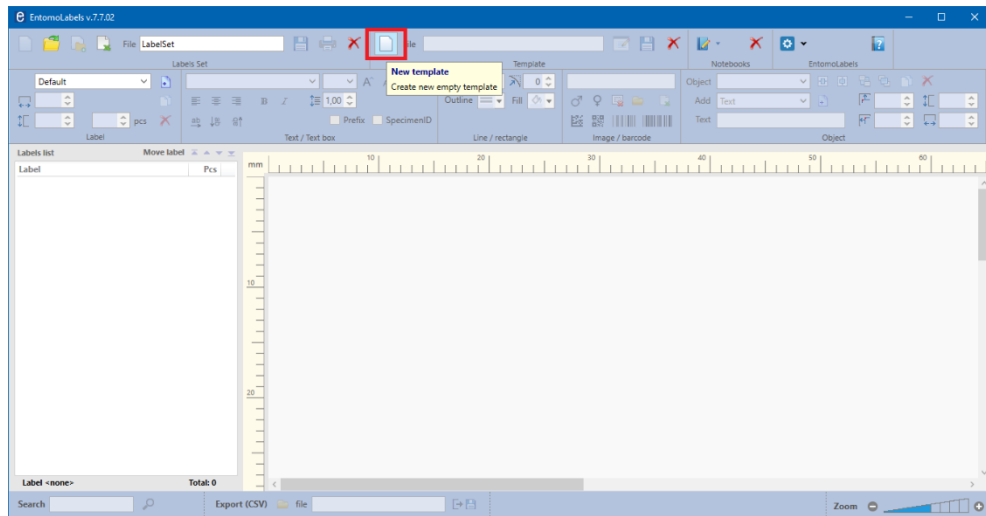 EntomoLabels v.7.7.02
File LabelSet
File
Labels Set
Template
Notebooks
EntomoLabels
New template
Create new empty template
Default
0
Object
B I 1,00
Outline Fill
Add Text
pcs
Prefix SpecimenID
Text
Label
Text / Text box
Line / rectangle
Image / barcode
Object
Labels list Move label
Label Pcs
mm 10 20 30 40 50 60
10
20
Label <none> Total: 0
Search
Export (CSV) file
Zoom